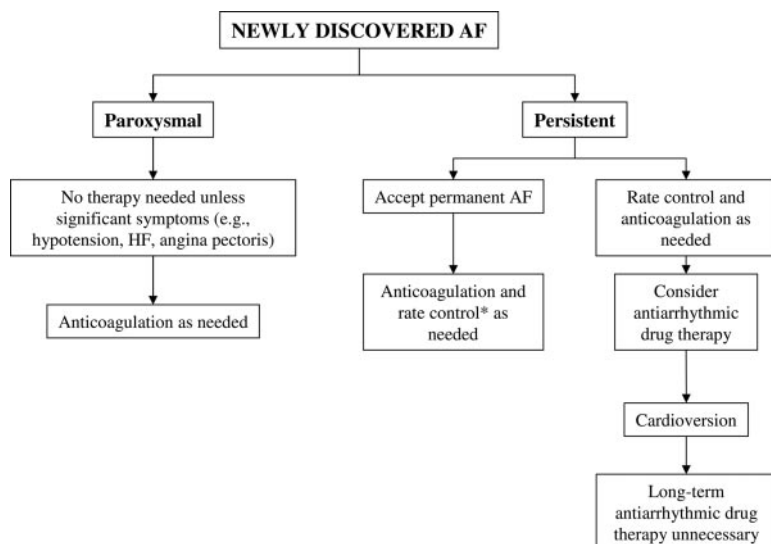 NEWLY DISCOVERED AF
Paroxysmal
Persistent
No therapy needed unless
significant symptoms (e.g.,
hypotension, HF, angina pectoris)
Accept permanent AF
Rate control and
anticoagulation as
needed
Anticoagulation as needed
Anticoagulation and
rate control* as
needed
Consider
antiarrhythmic
drug therapy
Cardioversion
Long-term
antiarrhythmic drug
therapy unnecessary